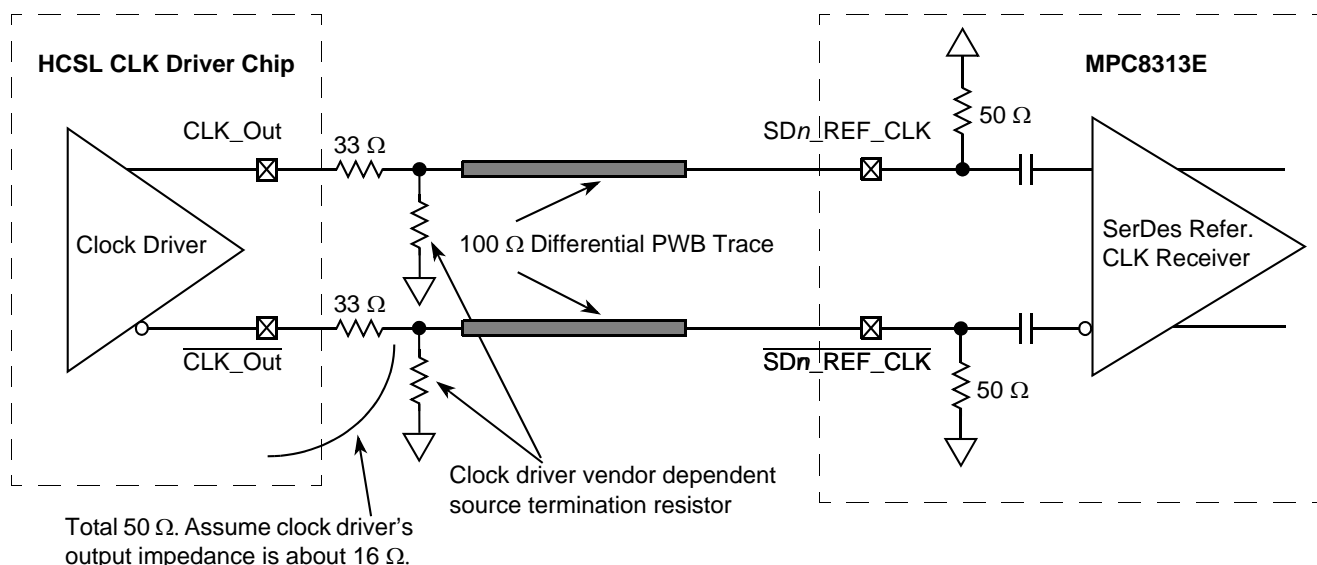 HCSL CLK Driver Chip
MPC8313E
CLK_Out
33 Ω
SDn_REF_CLK
50 Ω
Clock Driver
100 Ω Differential PWB Trace
SerDes Refer.
CLK Receiver
33 Ω
CLK_Out
SDn_REF_CLK
50 Ω
Clock driver vendor dependent
source termination resistor
Total 50 Ω. Assume clock driver's
output impedance is about 16 Ω.